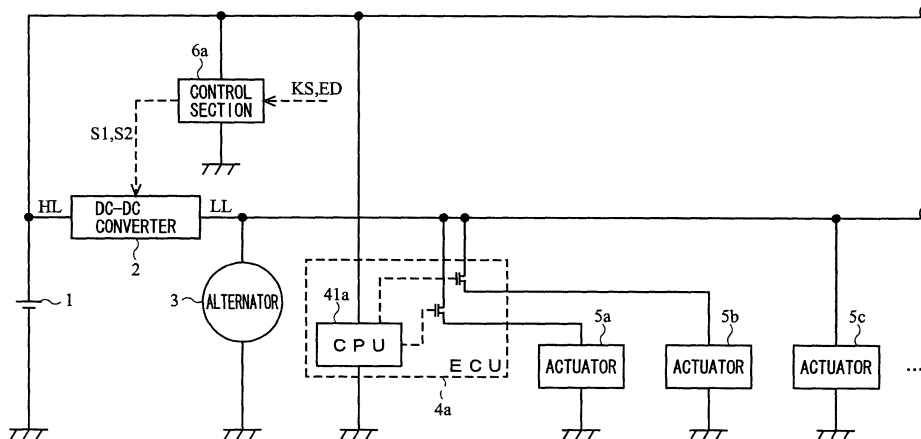 6a
CONTROL
SECTION
KS,ED
S1,S2
HL
DC-DC
CONVERTER
LL
2
1
3
ALTERNATOR
41a
CPU
ECU
4a
5a
ACTUATOR
5b
ACTUATOR
5c
ACTUATOR
...